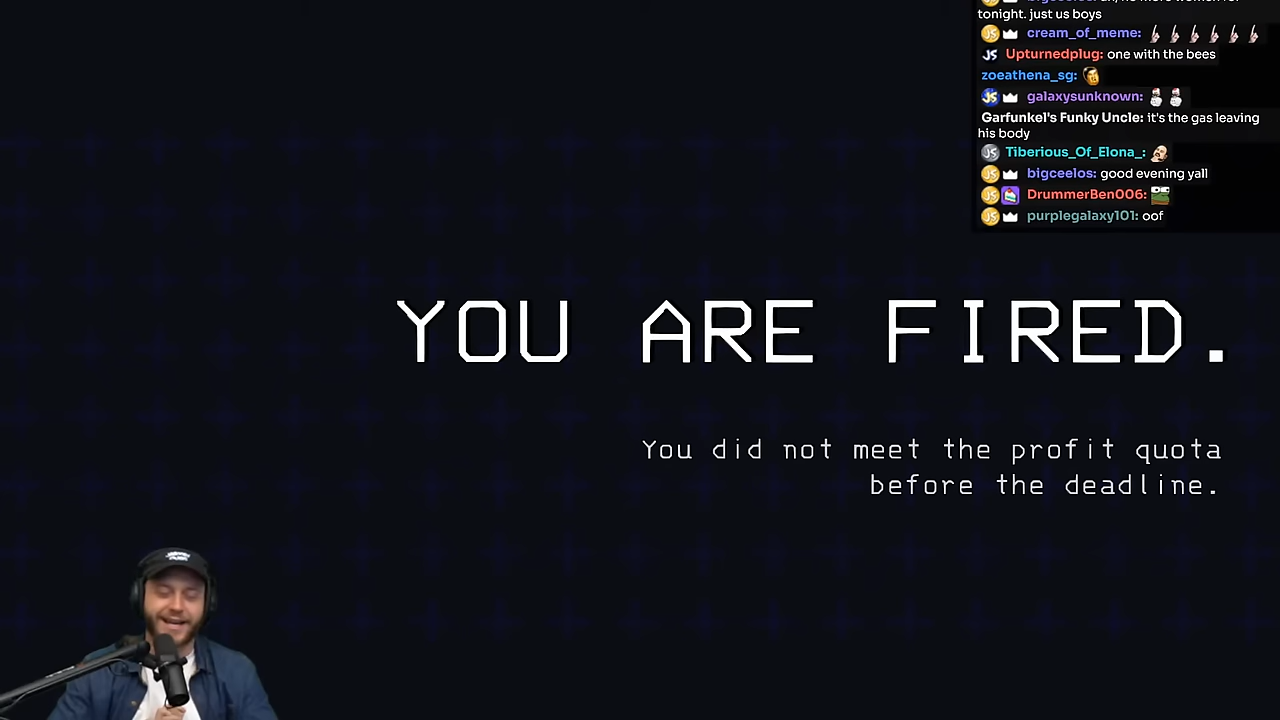 tonight. just us boys
cream_of_meme:
Upturnedplug: one with the bees
zoeathena_sg:
galaxysunknown:
Garfunkel's Funky Uncle: it's the gas leaving
his body
Tiberious_Of_Elona_:
bigceelos: good evening yall
DrummerBen006:
purplegalaxy101: oof
YOU ARE FIRED.
You did not meet the profit quota
before the deadline.